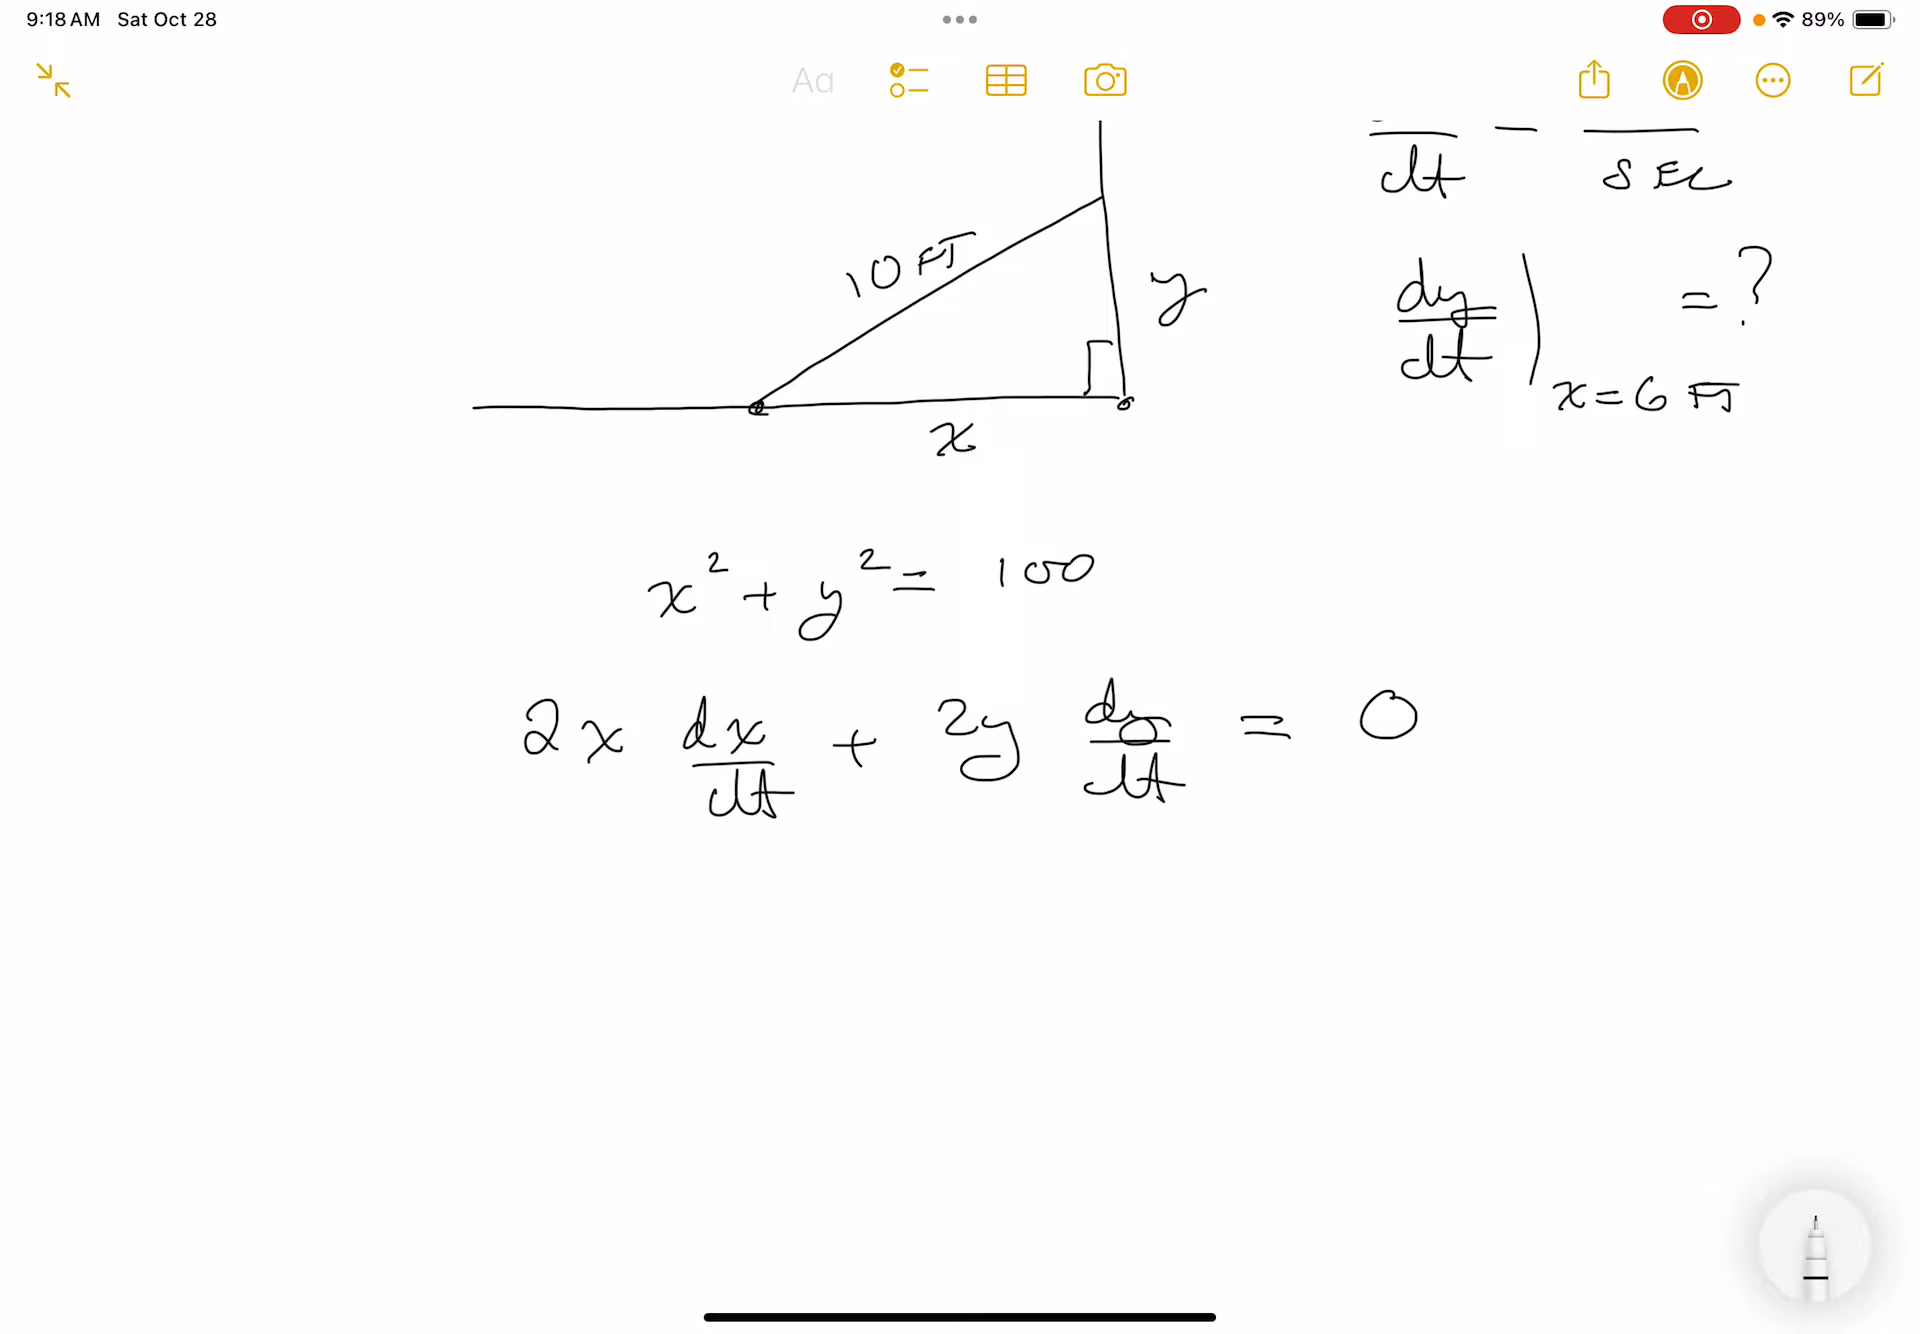 9:18 AM Sat Oct 28
89%
Aa
dt
SEC
10 FT
y
dy/dt | x=6 FT = ?
x
x² + y² = 100
2x dx/dt + 2y dy/dt = 0